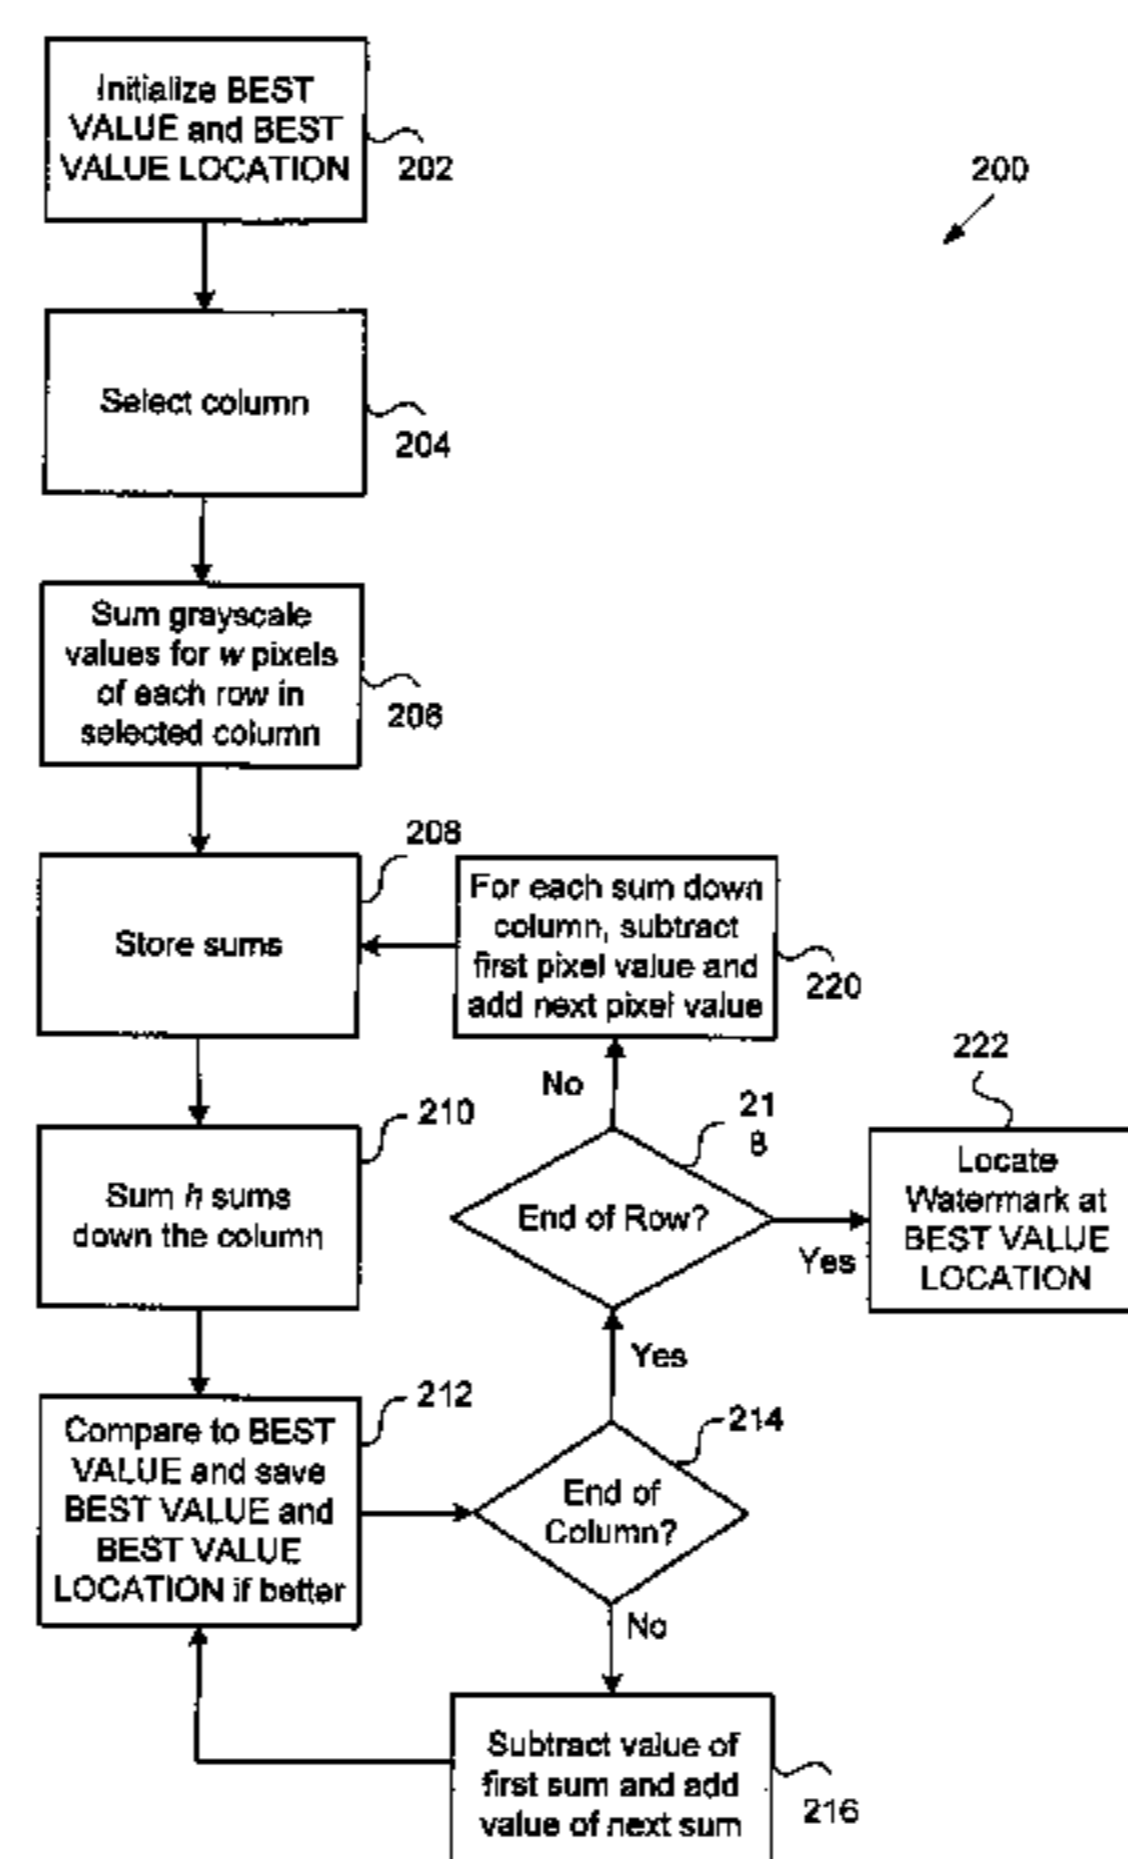 Initialize BEST
VALUE and BEST
VALUE LOCATION
202
200
Select column
204
Sum grayscale
values for w pixels
of each row in
selected column
206
208
Store sums
For each sum down
column, subtract
first pixel value and
add next pixel value
220
222
No
210
21
8
Sum h sums
down the column
End of Row?
Locate
Watermark at
BEST VALUE
LOCATION
Yes
Yes
212
Compare to BEST
VALUE and save
BEST VALUE and
BEST VALUE
LOCATION if better
214
End of
Column?
No
Subtract value of
first sum and add
value of next sum
216